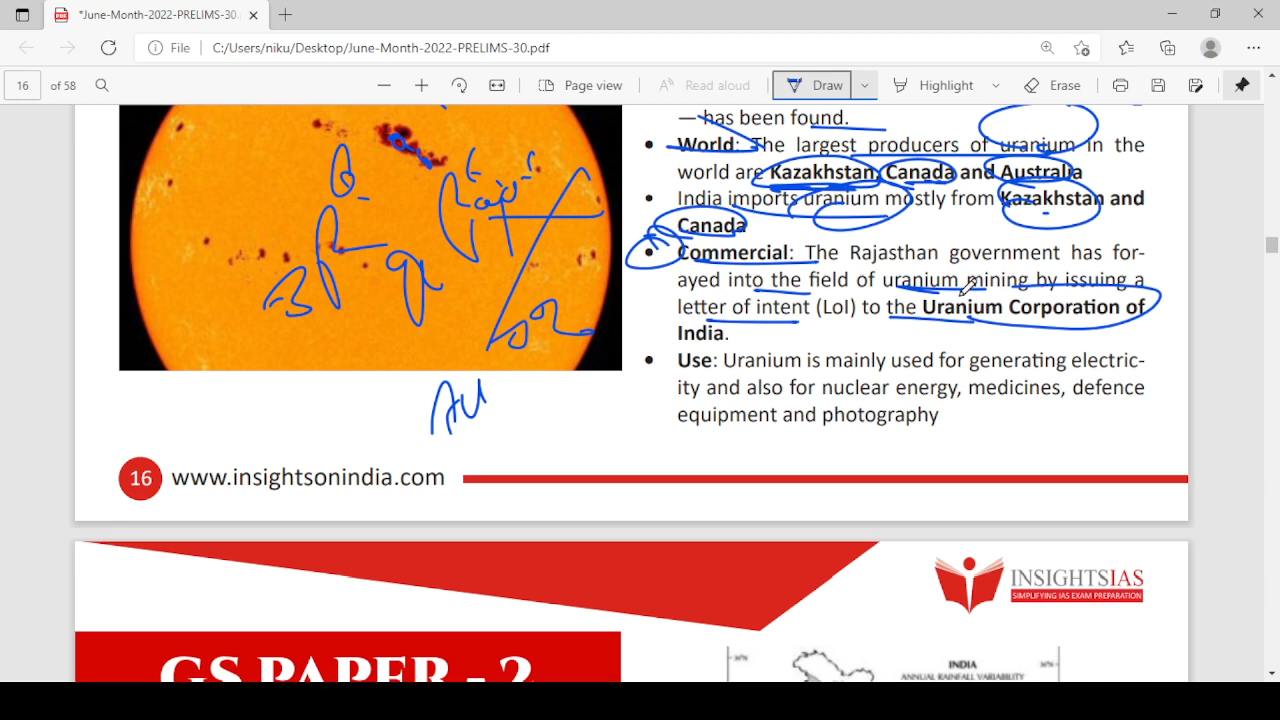 *June-Month-2022-PRELIMS-30.
File
C:/Users/niku/Desktop/June-Month-2022-PRELIMS-30.pdf
16 of 58
Page view
Read aloud
Draw
Highlight
Erase
— has been found.
• World: The largest producers of uranium in the
world are Kazakhstan, Canada and Australia
• India imports uranium mostly from Kazakhstan and
Canada
• Commercial: The Rajasthan government has for-
ayed into the field of uranium mining by issuing a
letter of intent (LoI) to the Uranium Corporation of
India.
• Use: Uranium is mainly used for generating electric-
ity and also for nuclear energy, medicines, defence
equipment and photography
16 www.insightsonindia.com
INSIGHTSIAS
SIMPLIFYING IAS EXAM PREPARATION
GS PAPER - 2
INDIA
ANNUAL RAINFALL VARIABILITY